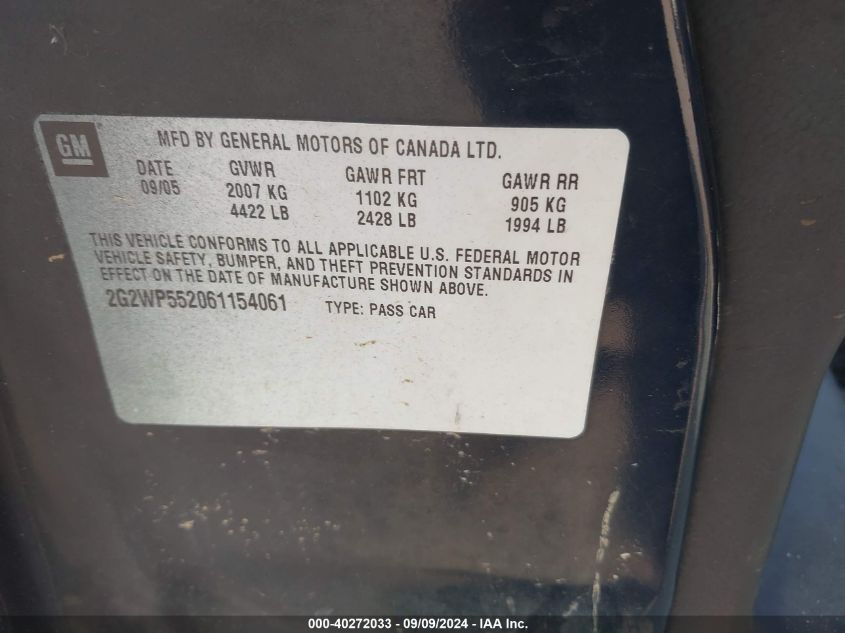 GM
MFD BY GENERAL MOTORS OF CANADA LTD.
DATE GVWR GAWR FRT GAWR RR
09/05 2007 KG 1102 KG 905 KG
4422 LB 2428 LB 1994 LB
THIS VEHICLE CONFORMS TO ALL APPLICABLE U.S. FEDERAL MOTOR
VEHICLE SAFETY, BUMPER, AND THEFT PREVENTION STANDARDS IN
EFFECT ON THE DATE OF MANUFACTURE SHOWN ABOVE.
2G2WP552061154061 TYPE: PASS CAR
000-40272033 - 09/09/2024 - IAA Inc.